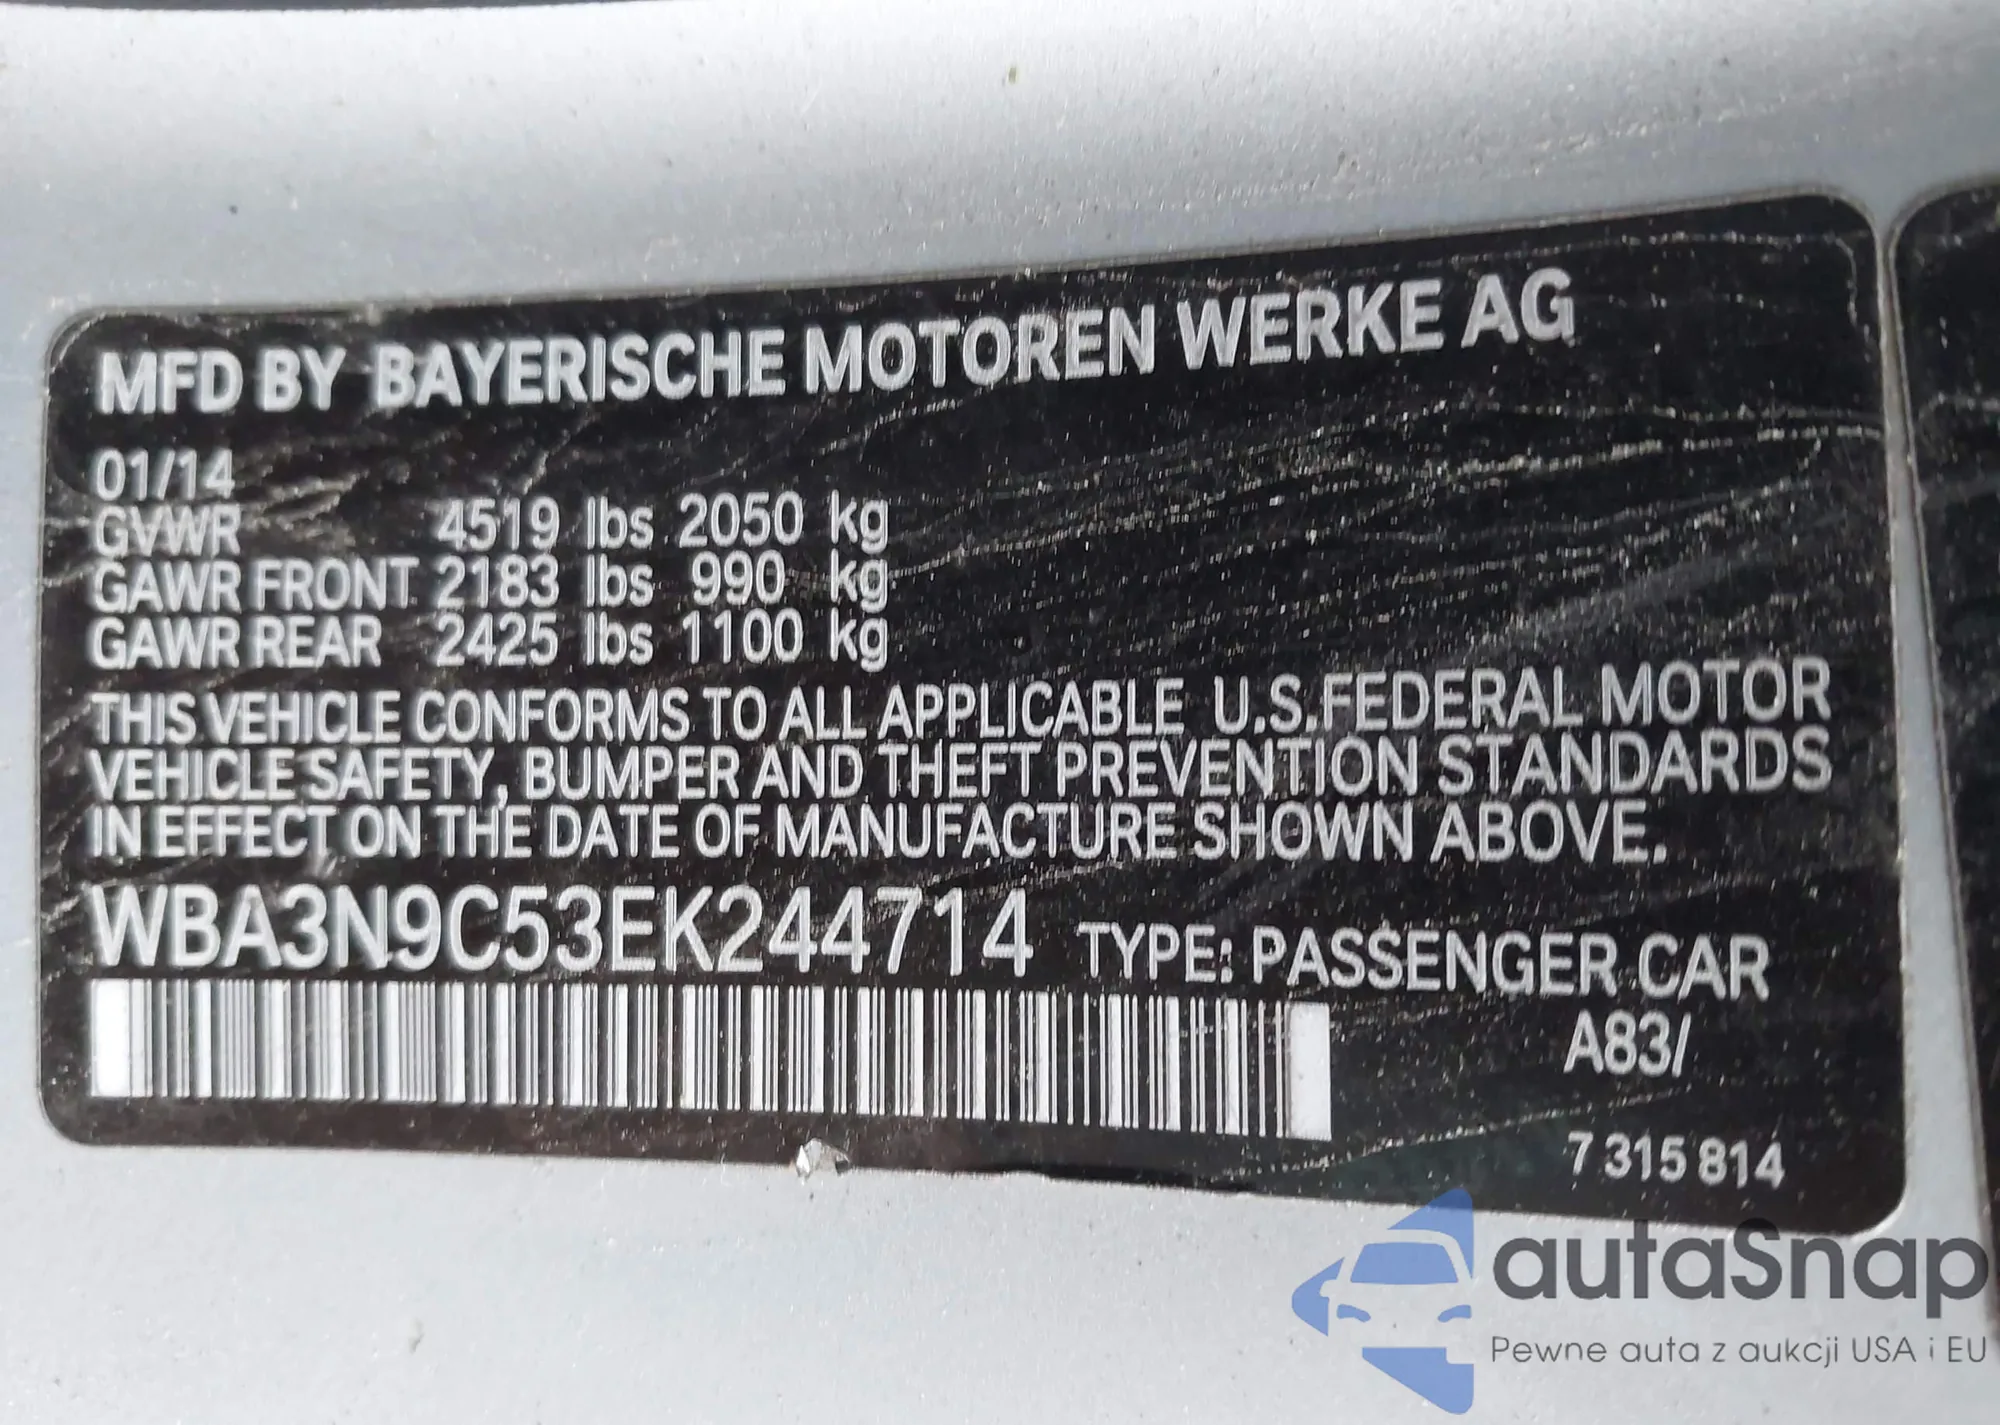 MFD BY BAYERISCHE MOTOREN WERKE AG
01/14
GVWR 4519 lbs 2050 kg
GAWR FRONT 2183 lbs 990 kg
GAWR REAR 2425 lbs 1100 kg
THIS VEHICLE CONFORMS TO ALL APPLICABLE U.S.FEDERAL MOTOR
VEHICLE SAFETY, BUMPER AND THEFT PREVENTION STANDARDS
IN EFFECT ON THE DATE OF MANUFACTURE SHOWN ABOVE.
WBA3N9C53EK244714 TYPE: PASSENGER CAR
A83/
7 315 814
autaSnap
Pewne auta z aukcji USA i EU